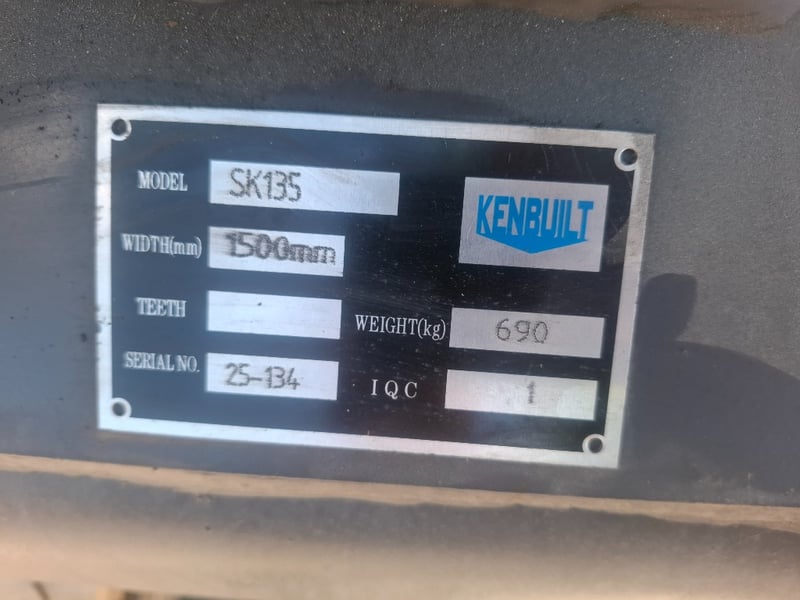 MODEL SK135
KENBUILT
WIDTH(mm) 1500mm
TEETH
WEIGHT(kg) 690
SERIAL NO. 25-134
IQC 1